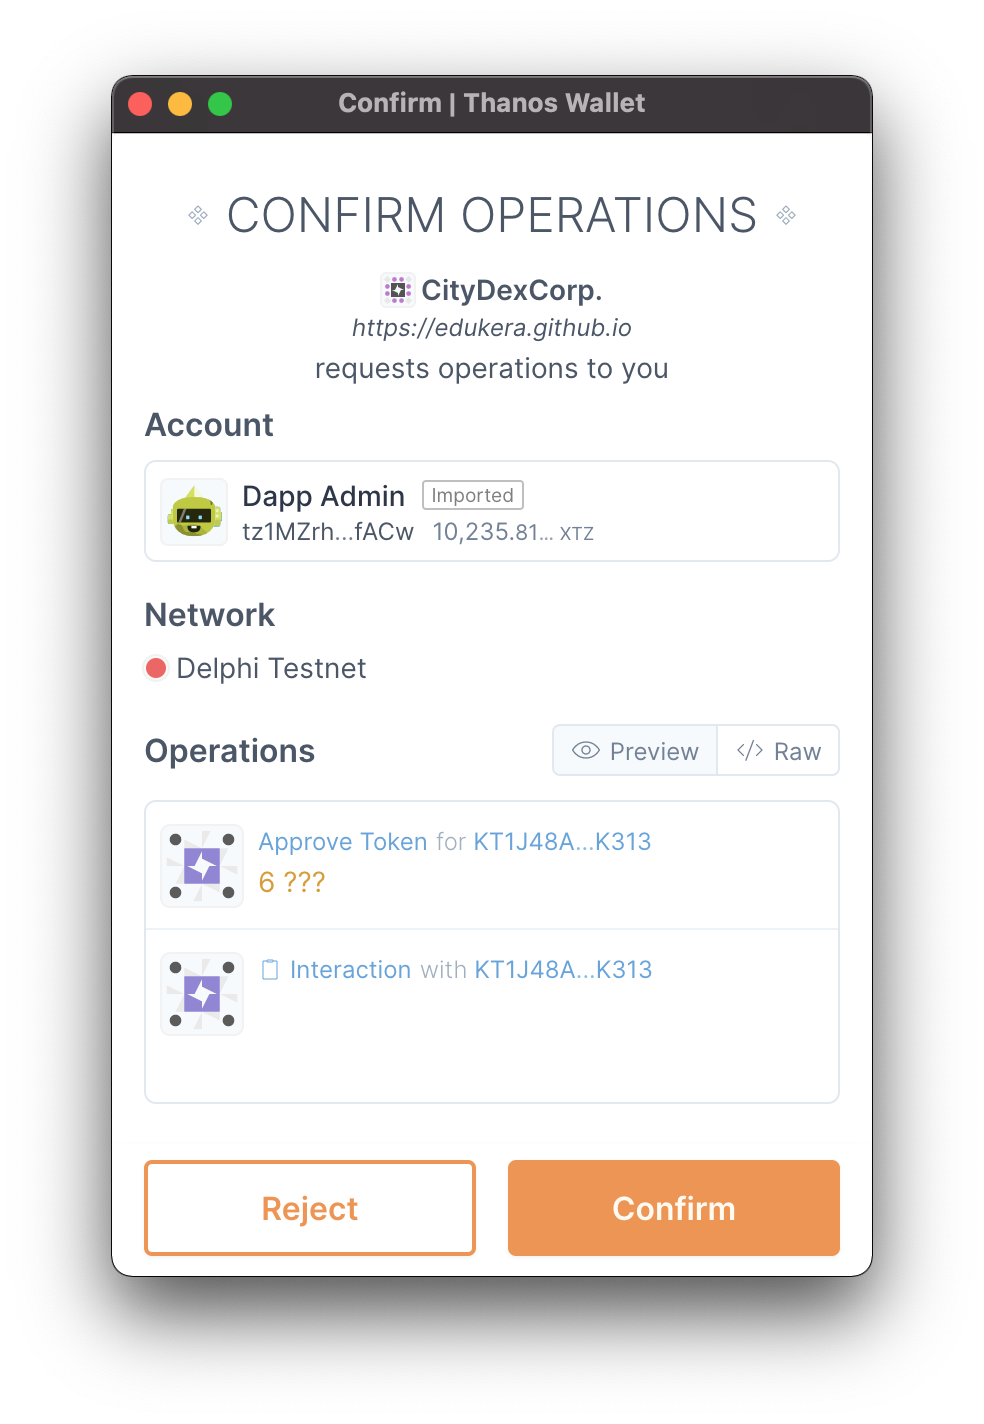 Confirm | Thanos Wallet
CONFIRM OPERATIONS
CityDexCorp.
https://edukera.github.io
requests operations to you
Account
Dapp Admin Imported
tz1MZrh...fACw 10,235.81... XTZ
Network
Delphi Testnet
Operations Preview </> Raw
Approve Token for KT1J48A...K313
6 ???
Interaction with KT1J48A...K313
Reject Confirm